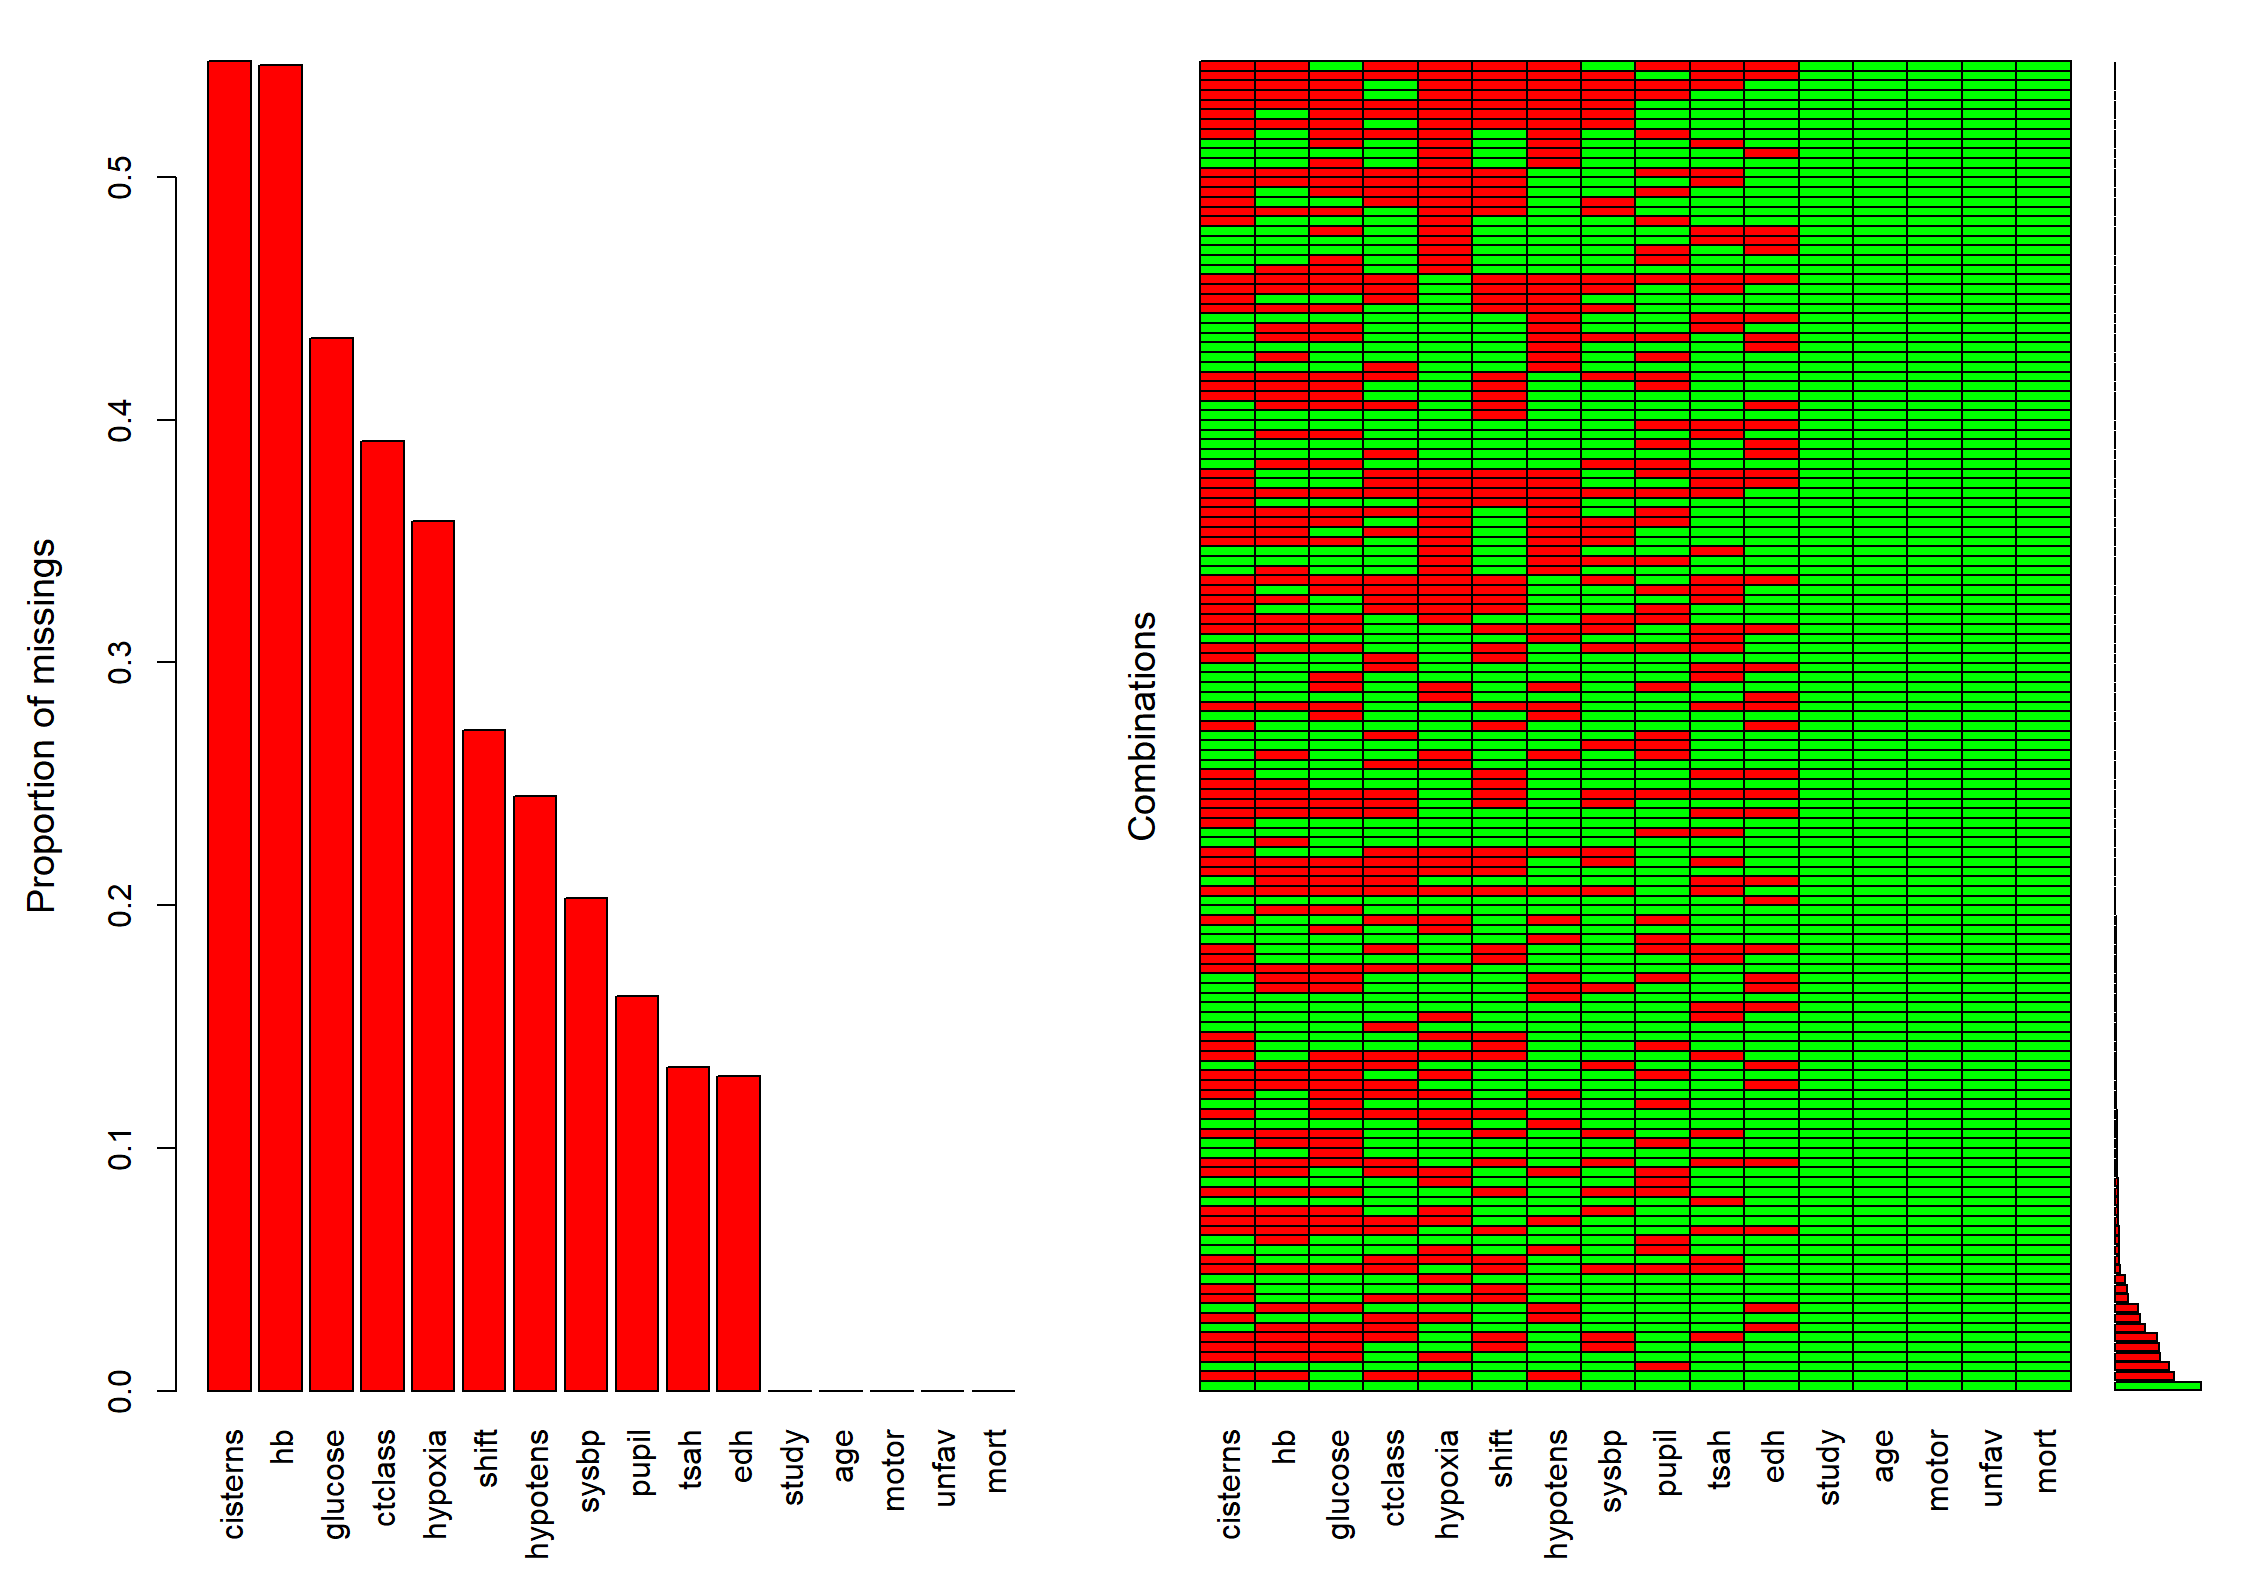 Proportion of missings
0.5
0.4
0.3
0.2
0.1
0.0
cisterns
hb
glucose
ctclass
hypoxia
shift
hypotens
sysbp
pupil
tsah
edh
study
age
motor
unfav
mort
Combinations
cisterns
hb
glucose
ctclass
hypoxia
shift
hypotens
sysbp
pupil
tsah
edh
study
age
motor
unfav
mort